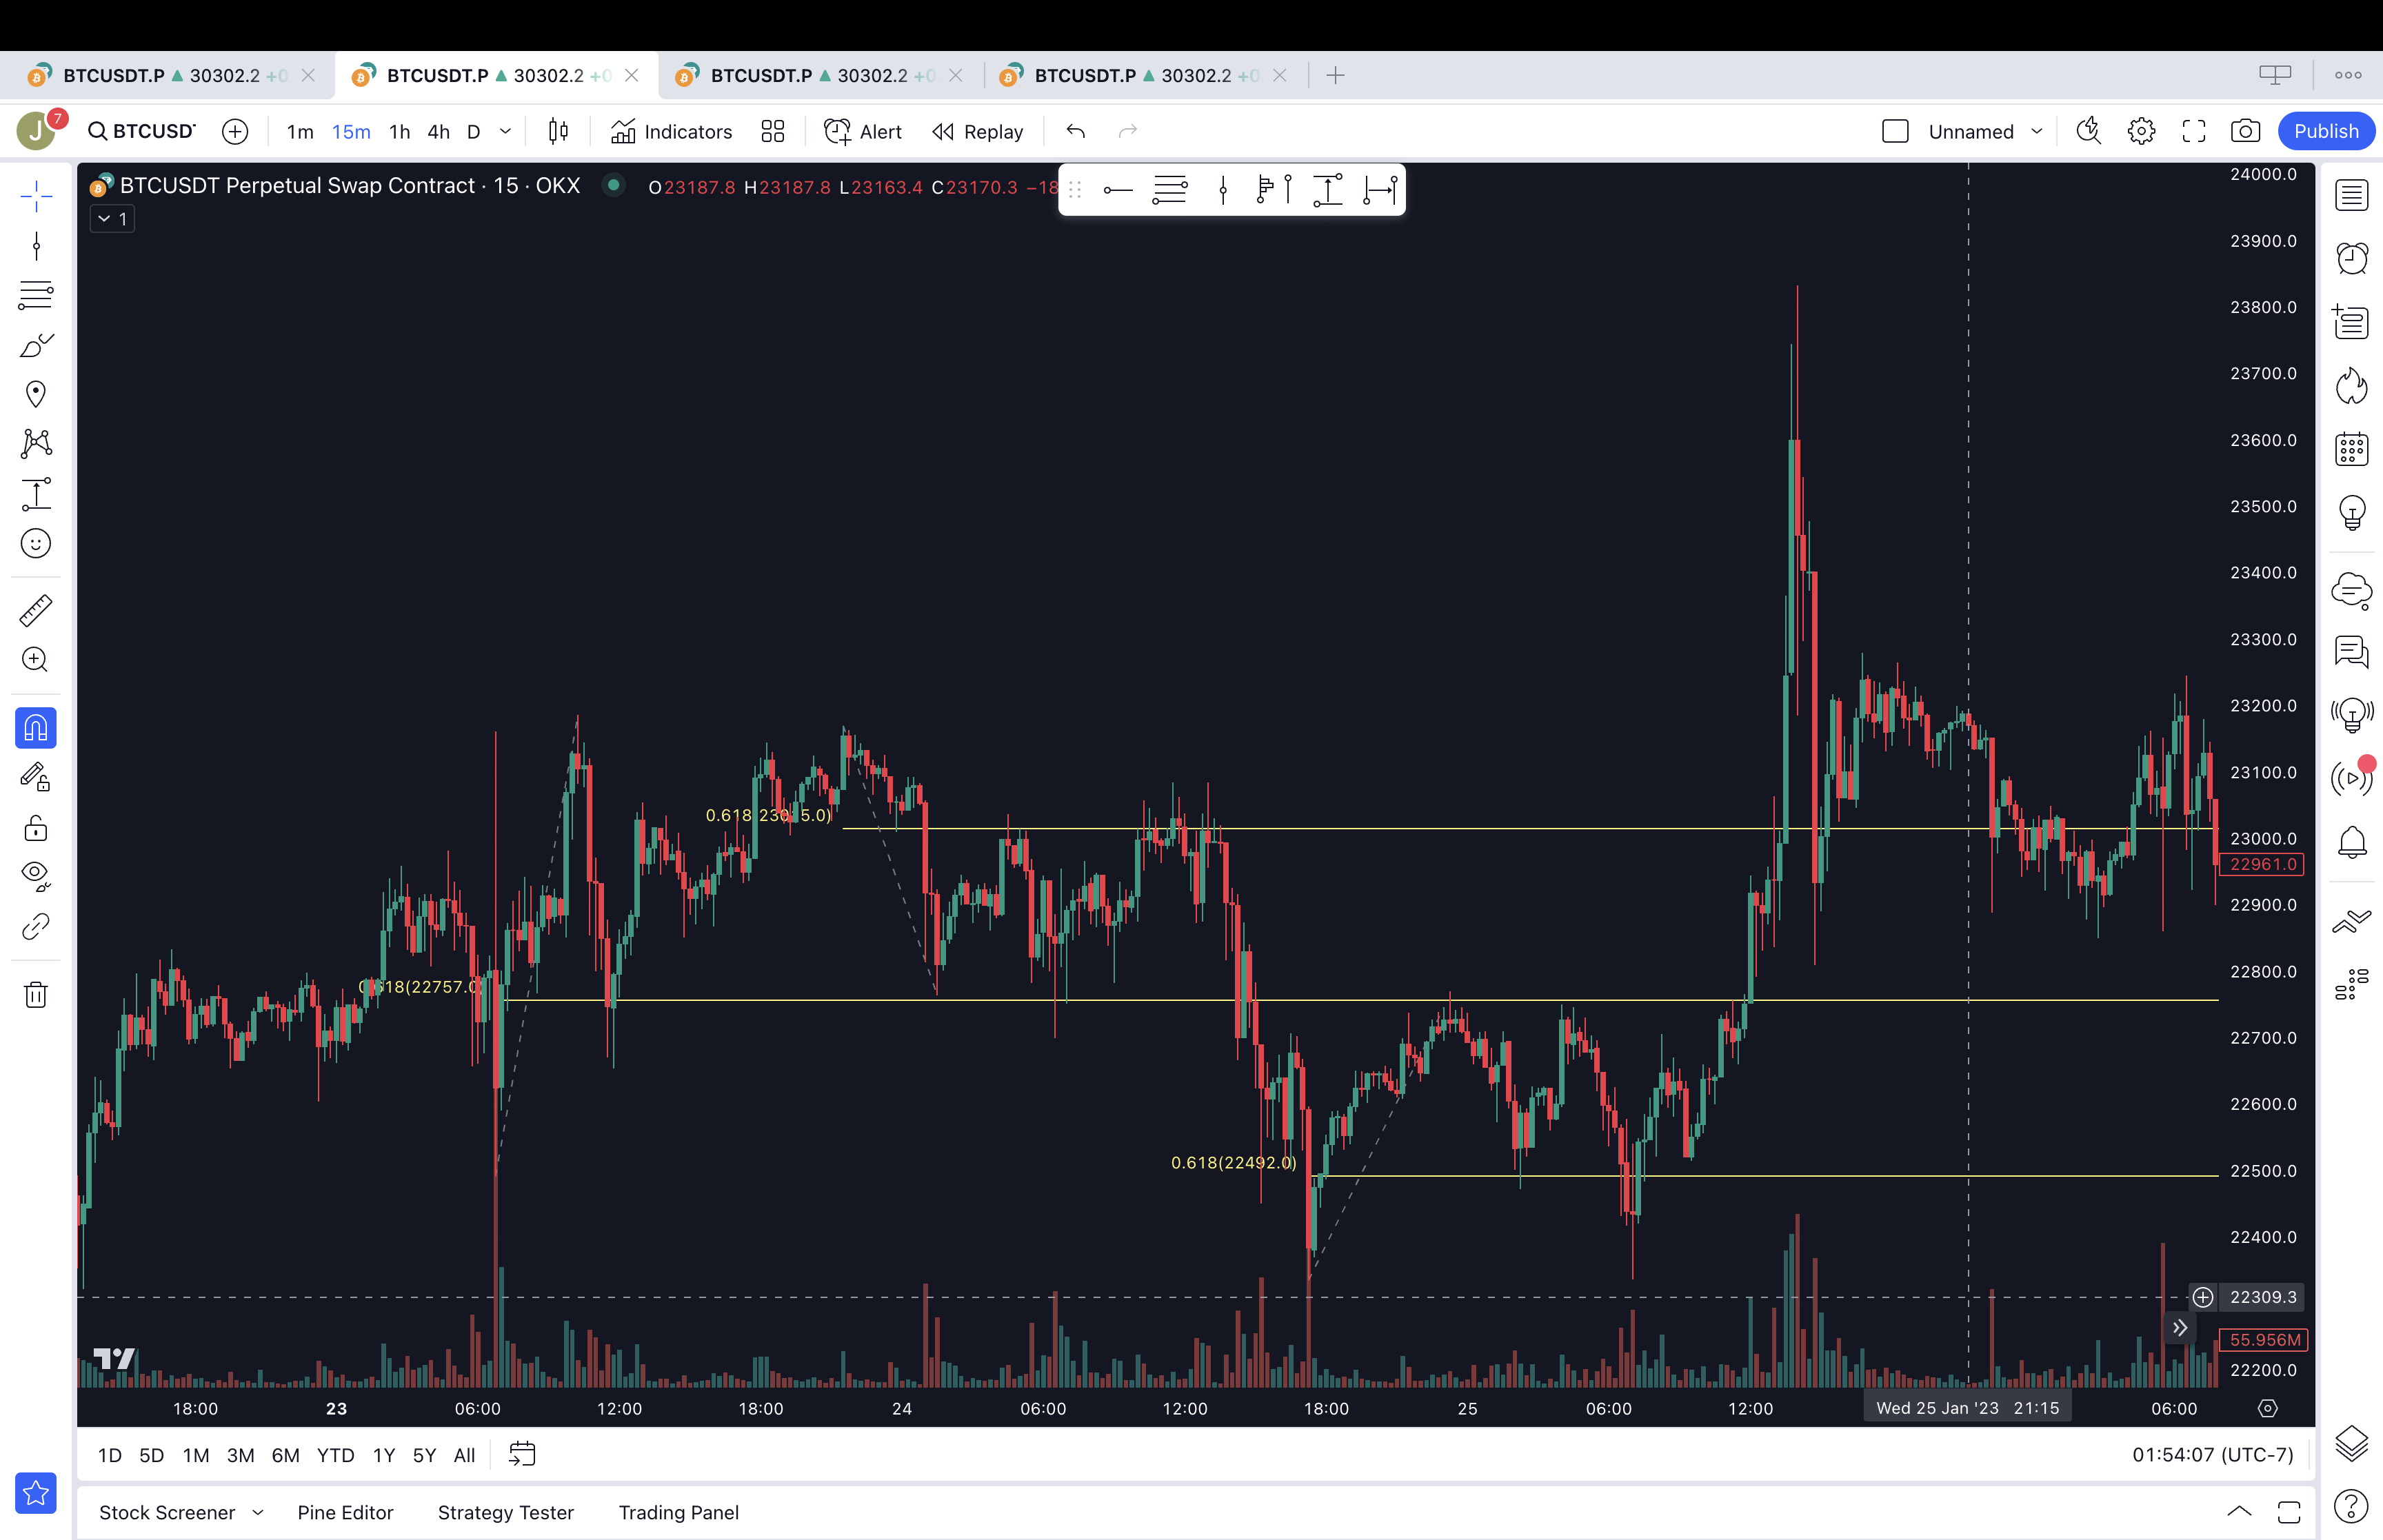 BTCUSDT.P ▲ 30302.2 +0
BTCUSDT.P ▲ 30302.2 +0
BTCUSDT.P ▲ 30302.2 +0
BTCUSDT.P ▲ 30302.2 +0
J
7
BTCUSD
1m 15m 1h 4h D
Indicators
Alert
Replay
Unnamed
Publish
BTCUSDT Perpetual Swap Contract · 15 · OKX
O23187.8 H23187.8 L23163.4 C23170.3 −18
1
24000.0
23900.0
23800.0
23700.0
23600.0
23500.0
23400.0
23300.0
23200.0
23100.0
23000.0
22961.0
22900.0
22800.0
22700.0
22600.0
22500.0
22400.0
22309.3
55.956M
22200.0
0.618(23015.0)
0.618(22757.0)
0.618(22492.0)
18:00 23 06:00 12:00 18:00 24 06:00 12:00 18:00 25 06:00 12:00 Wed 25 Jan '23 21:15 06:00
1D 5D 1M 3M 6M YTD 1Y 5Y All
01:54:07 (UTC-7)
Stock Screener Pine Editor Strategy Tester Trading Panel